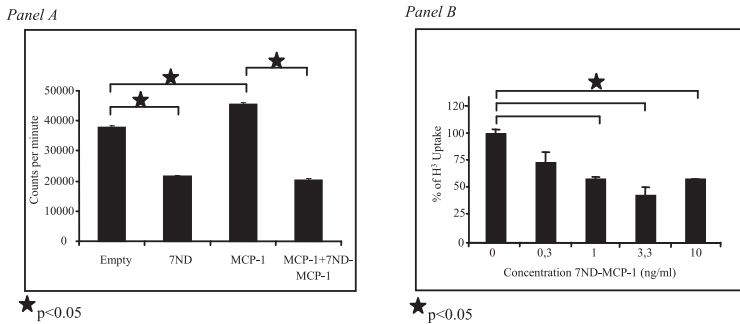 Panel A
Counts per minute
50000
40000
30000
20000
10000
0
Empty
7ND
MCP-1
MCP-1+7ND-
MCP-1
p<0.05
Panel B
% of H³ Uptake
120
100
75
50
25
0
0
0,3
1
3,3
10
Concentration 7ND-MCP-1 (ng/ml)
p<0.05